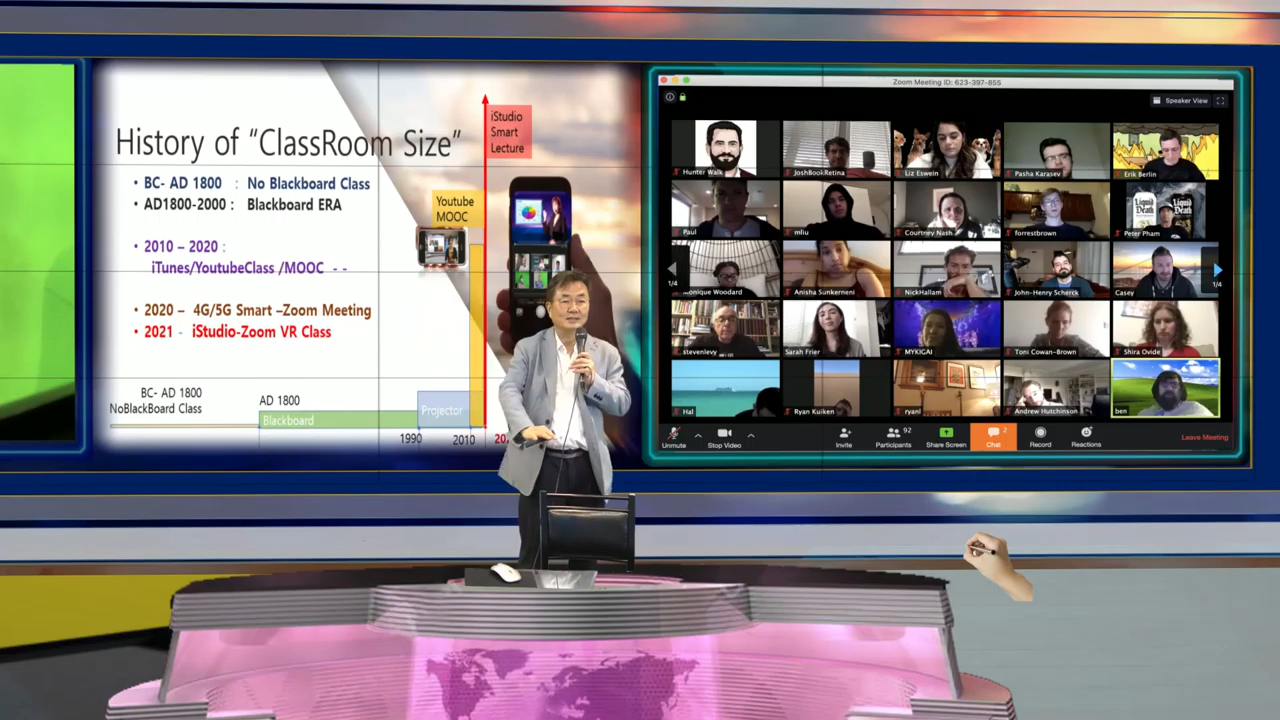 History of “ClassRoom Size”
• BC- AD 1800 : No Blackboard Class
• AD1800-2000 : Blackboard ERA
• 2010 – 2020 :
iTunes/YoutubeClass /MOOC - -
• 2020 – 4G/5G Smart –Zoom Meeting
• 2021 - iStudio-Zoom VR Class
iStudio
Smart
Lecture
Youtube
MOOC
BC- AD 1800
NoBlackBoard Class
AD 1800
Blackboard
Projector
1990
2010
Zoom Meeting ID: 623-397-855
Speaker View
Hunter Walk
JoshBookRetina
Liz Eswein
Pasha Karasev
Erik Berlin
Paul
mliu
Courtney Nash
forrestbrown
LIQUID DEATH
Peter Pham
1/4
Monique Woodard
Anisha Sunkerneni
NickHallam
John-Henry Scherck
Casey
1/4
stevenlevy
Sarah Frier
MYKIGAI
Toni Cowan-Brown
Shira Ovide
Hal
Ryan Kuiken
ryanl
Andrew Hutchinson
ben
Unmute
Stop Video
Invite
92
Participants
Share Screen
2
Chat
Record
Reactions
Leave Meeting